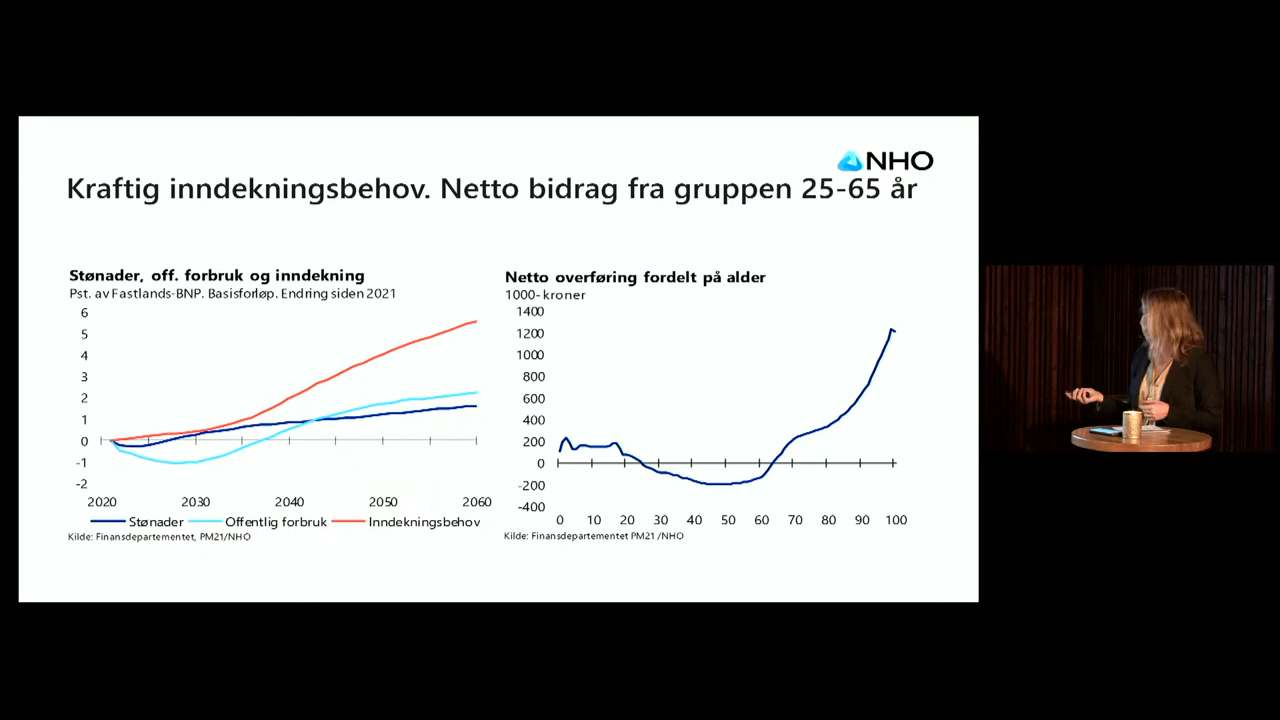 NHO
Kraftig inndekningsbehov. Netto bidrag fra gruppen 25-65 år
Stønader, off. forbruk og inndekning
Pst. av Fastlands-BNP. Basisforløp. Endring siden 2021
6
5
4
3
2
1
0
-1
-2
2020 2030 2040 2050 2060
Stønader Offentlig forbruk Inndekningsbehov
Kilde: Finansdepartementet, PM21/NHO
Netto overføring fordelt på alder
1000-kroner
1400
1200
1000
800
600
400
200
0
-200
-400
0 10 20 30 40 50 60 70 80 90 100
Kilde: Finansdepartementet PM21 /NHO